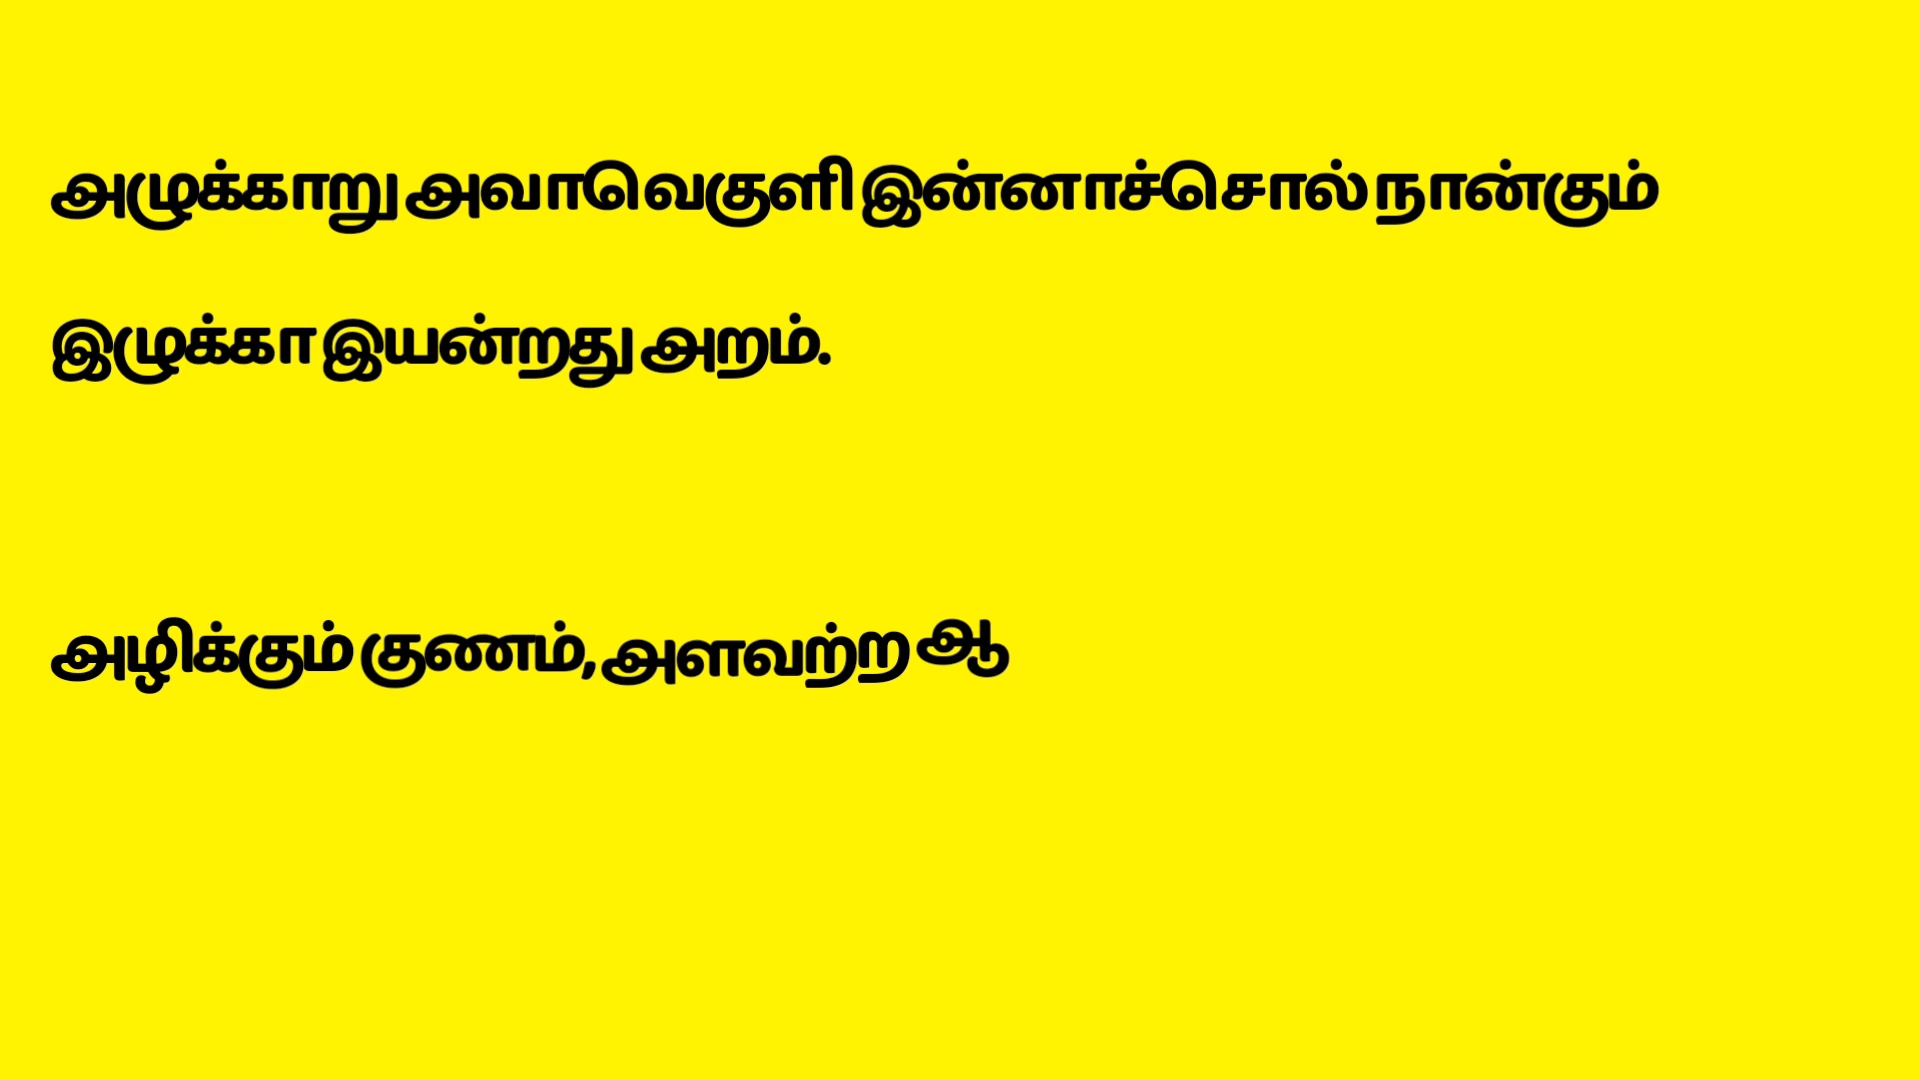 அழுக்காறு அவாவெகுளி இன்னாச்சொல் நான்கும்
இழுக்கா இயன்றது அறம்.
அழிக்கும் குணம், அளவற்ற ஆ